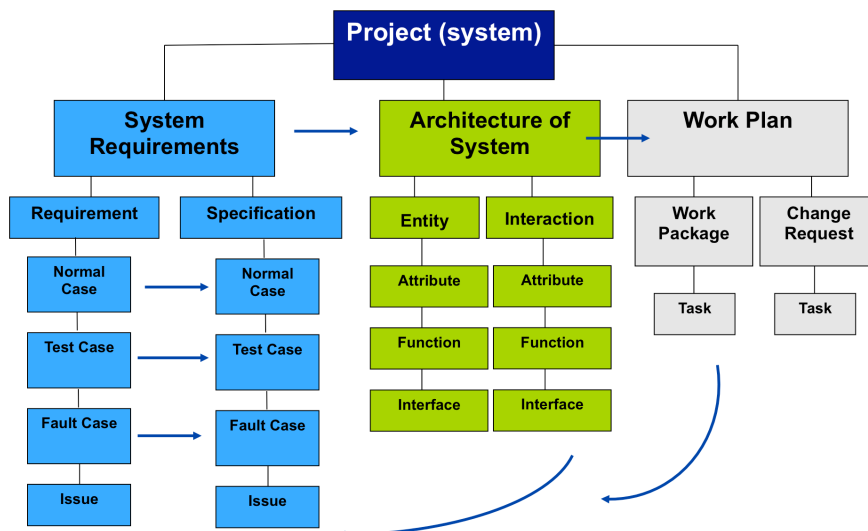 Project (system)
System
Requirements
Architecture of
System
Work Plan
Requirement
Specification
Entity
Interaction
Work
Package
Change
Request
Normal
Case
Normal
Case
Attribute
Attribute
Task
Task
Test Case
Test Case
Function
Function
Fault Case
Fault Case
Interface
Interface
Issue
Issue